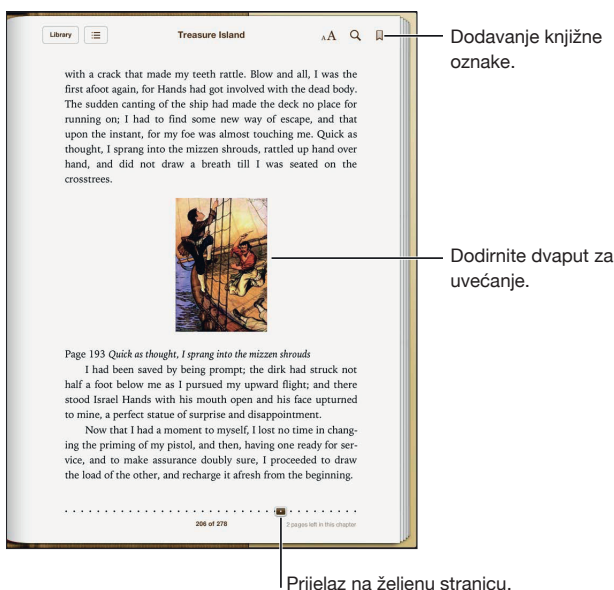 Library
Treasure Island
AA
Dodavanje knjižne
oznake.
with a crack that made my teeth rattle. Blow and all, I was the
first afoot again, for Hands had got involved with the dead body.
The sudden canting of the ship had made the deck no place for
running on; I had to find some new way of escape, and that
upon the instant, for my foe was almost touching me. Quick as
thought, I sprang into the mizzen shrouds, rattled up hand over
hand, and did not draw a breath till I was seated on the
crosstrees.
Dodirnite dvaput za
uvećanje.
Page 193 Quick as thought, I sprang into the mizzen shrouds
I had been saved by being prompt; the dirk had struck not
half a foot below me as I pursued my upward flight; and there
stood Israel Hands with his mouth open and his face upturned
to mine, a perfect statue of surprise and disappointment.
Now that I had a moment to myself, I lost no time in chang-
ing the priming of my pistol, and then, having one ready for ser-
vice, and to make assurance doubly sure, I proceeded to draw
the load of the other, and recharge it afresh from the beginning.
206 of 278
2 pages left in this chapter
Prijelaz na željenu stranicu.